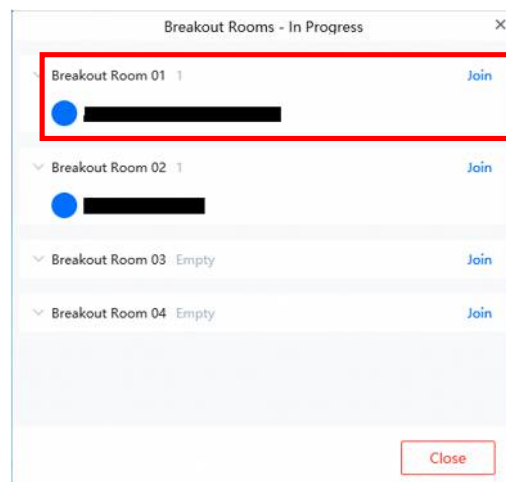 Breakout Rooms - In Progress
Breakout Room 01 1 Join
Breakout Room 02 1 Join
Breakout Room 03 Empty Join
Breakout Room 04 Empty Join
Close